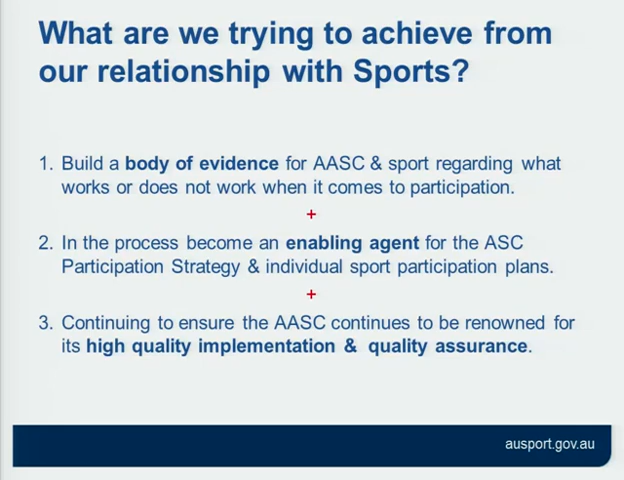 What are we trying to achieve from
our relationship with Sports?
1. Build a body of evidence for AASC & sport regarding what
works or does not work when it comes to participation.
+
2. In the process become an enabling agent for the ASC
Participation Strategy & individual sport participation plans.
+
3. Continuing to ensure the AASC continues to be renowned for
its high quality implementation & quality assurance.
ausport.gov.au